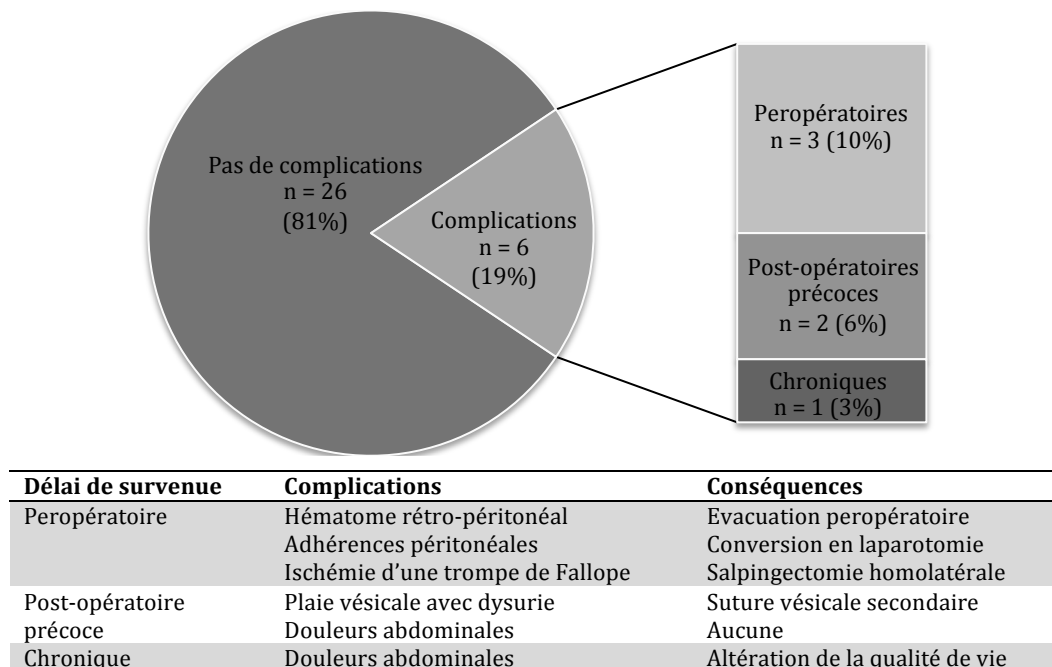 Pas de complications
n = 26
(81%)
Complications
n = 6
(19%)
Peropératoires
n = 3 (10%)
Post-opératoires
précoces
n = 2 (6%)
Chroniques
n = 1 (3%)
Délai de survenue Complications Conséquences
Peropératoire Hématome rétro-péritonéal Evacuation peropératoire
Adhérences péritonéales Conversion en laparotomie
Ischémie d'une trompe de Fallope Salpingectomie homolatérale
Post-opératoire Plaie vésicale avec dysurie Suture vésicale secondaire
précoce Douleurs abdominales Aucune
Chronique Douleurs abdominales Altération de la qualité de vie